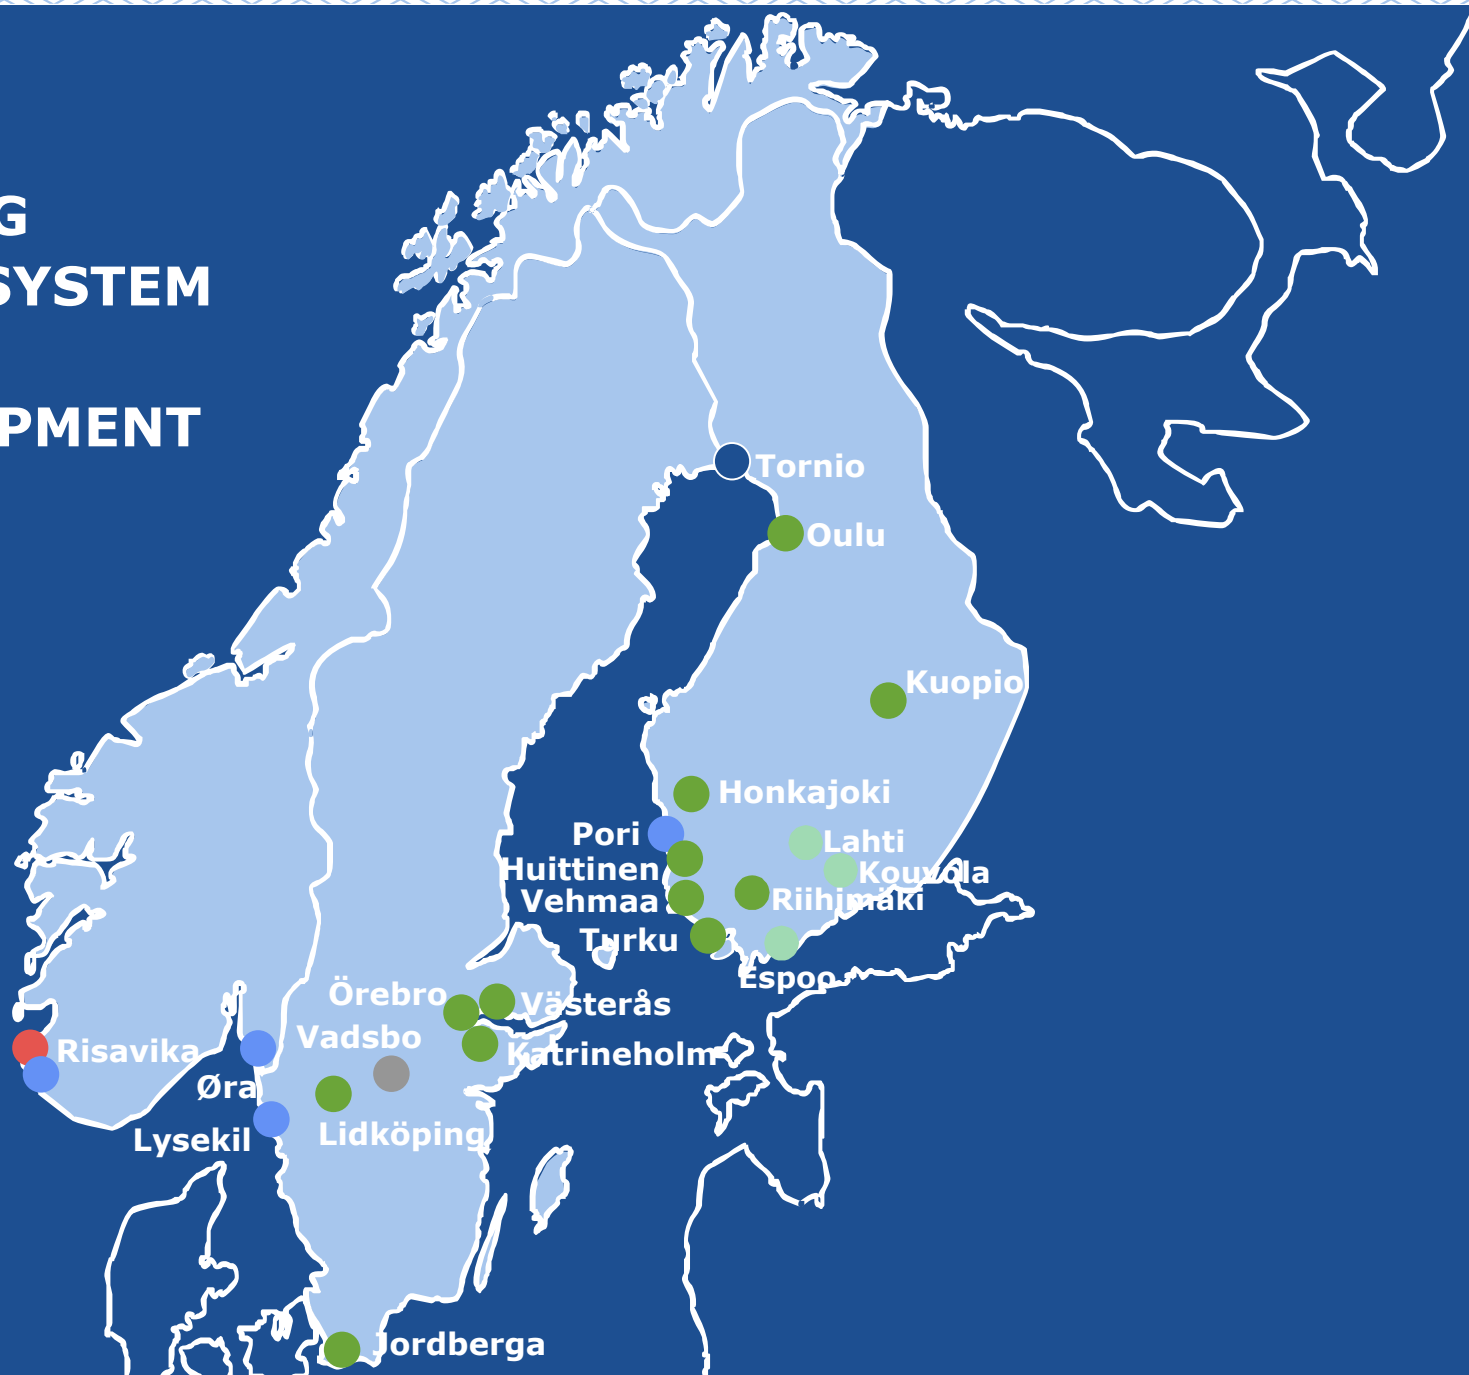 G
SYSTEM
PMENT
Tornio
Oulu
Kuopio
Honkajoki
Pori
Lahti
Huittinen
Kouvola
Vehmaa
Riihimäki
Turku
Espoo
Örebro
Västerås
Vadsbo
Katrineholm
Risavika
Øra
Lysekil
Lidköping
Jordberga